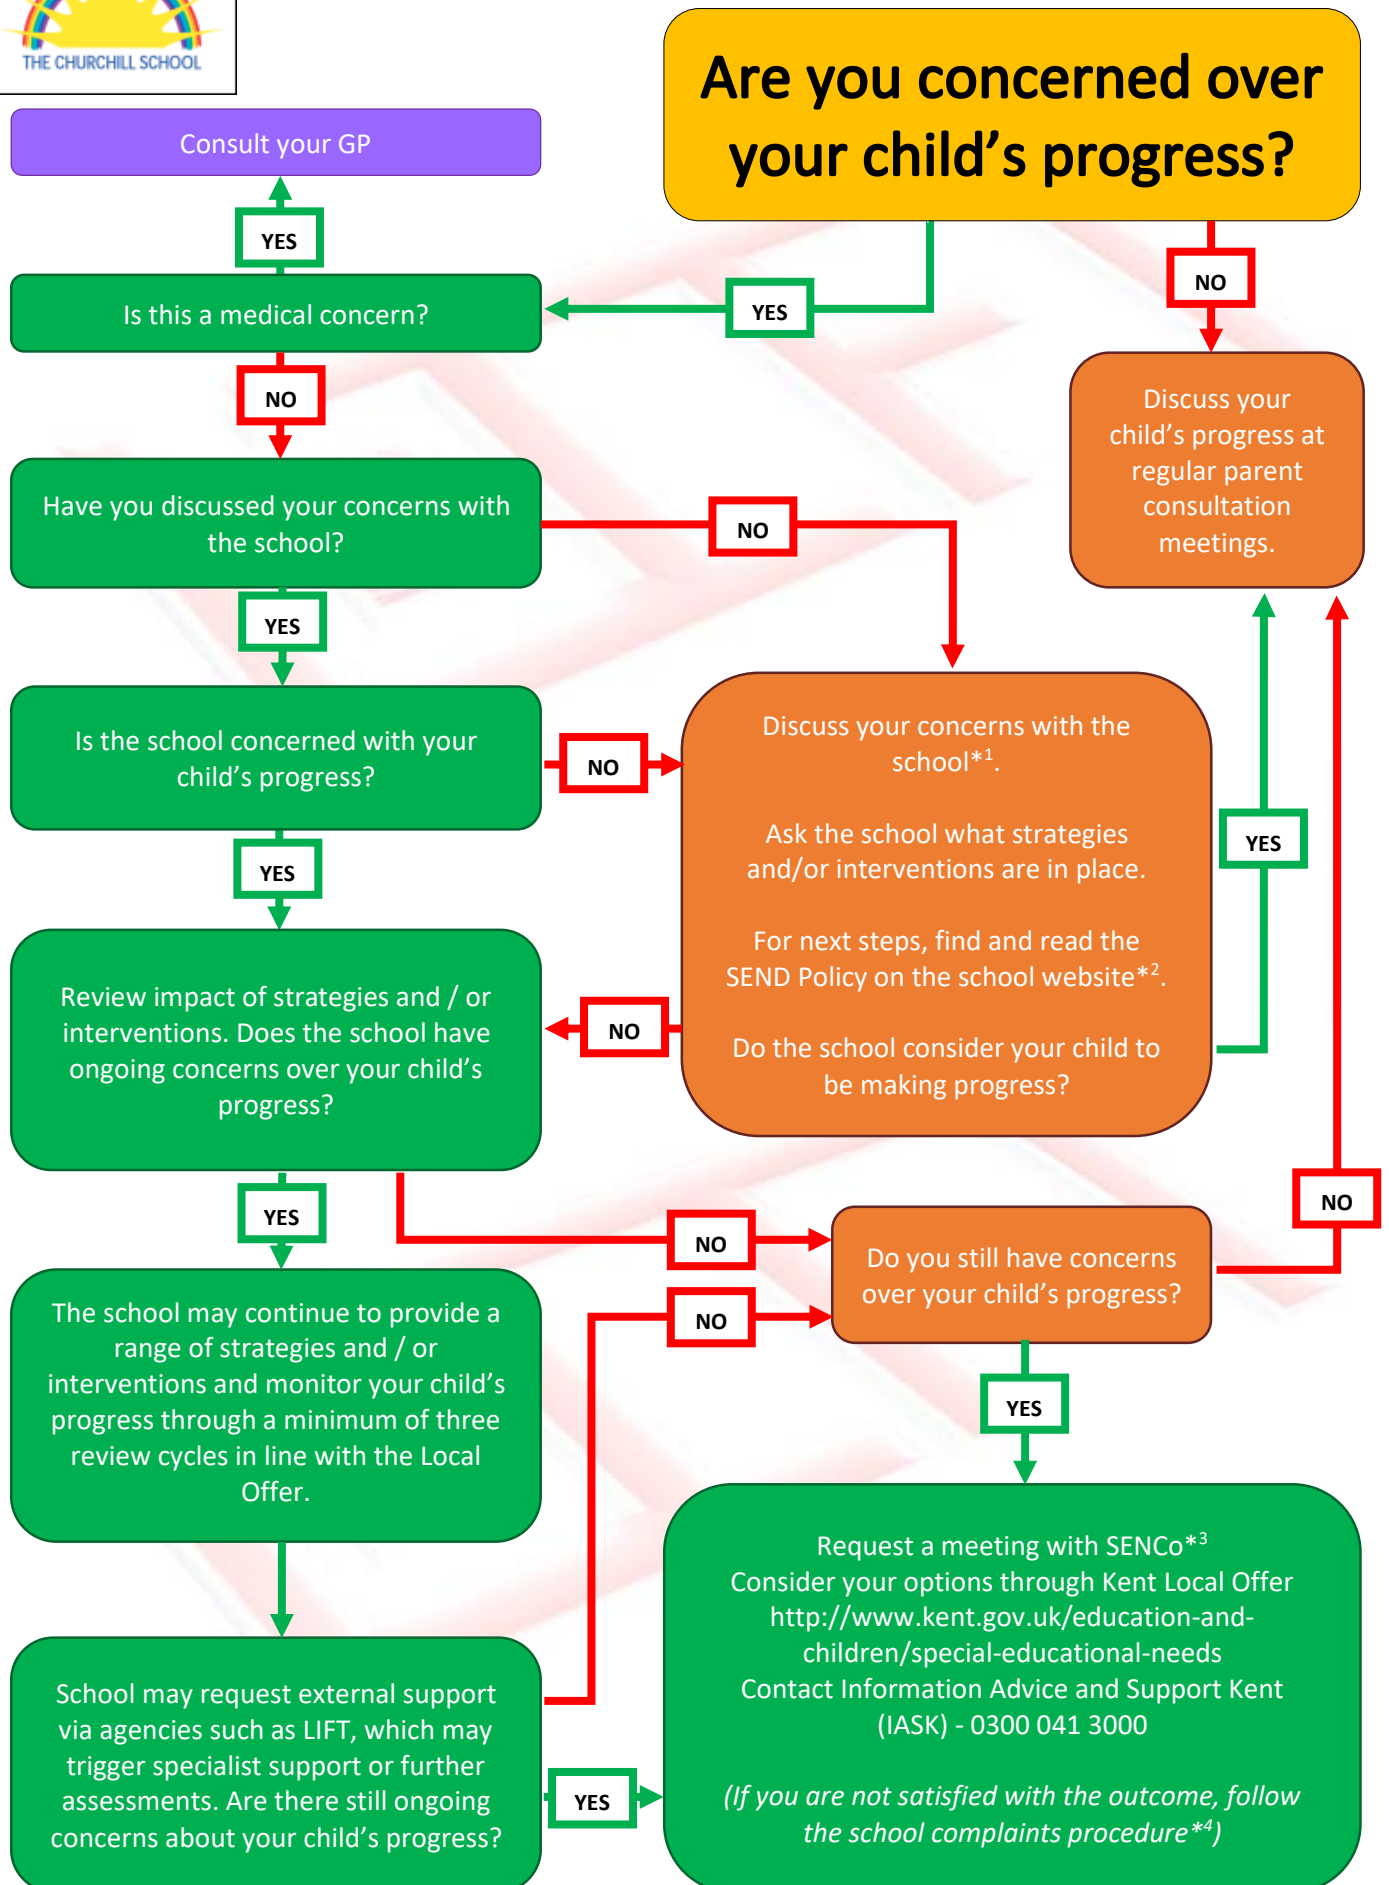 THE CHURCHILL SCHOOL
Are you concerned over
your child's progress?
Consult your GP
YES
Is this a medical concern?
YES
NO
NO
Discuss your
child's progress at
regular parent
consultation
meetings.
Have you discussed your concerns with
the school?
NO
YES
Is the school concerned with your
child's progress?
NO
Discuss your concerns with the
school*1.
Ask the school what strategies
and/or interventions are in place.
For next steps, find and read the
SEND Policy on the school website*2.
Do the school consider your child to
be making progress?
YES
YES
Review impact of strategies and / or
interventions. Does the school have
ongoing concerns over your child's
progress?
NO
YES
NO
Do you still have concerns
over your child's progress?
NO
The school may continue to provide a
range of strategies and / or
interventions and monitor your child's
progress through a minimum of three
review cycles in line with the Local
Offer.
NO
YES
School may request external support
via agencies such as LIFT, which may
trigger specialist support or further
assessments. Are there still ongoing
concerns about your child's progress?
YES
Request a meeting with SENCo*3
Consider your options through Kent Local Offer
http://www.kent.gov.uk/education-and-
children/special-educational-needs
Contact Information Advice and Support Kent
(IASK) - 0300 041 3000
(If you are not satisfied with the outcome, follow
the school complaints procedure*4)